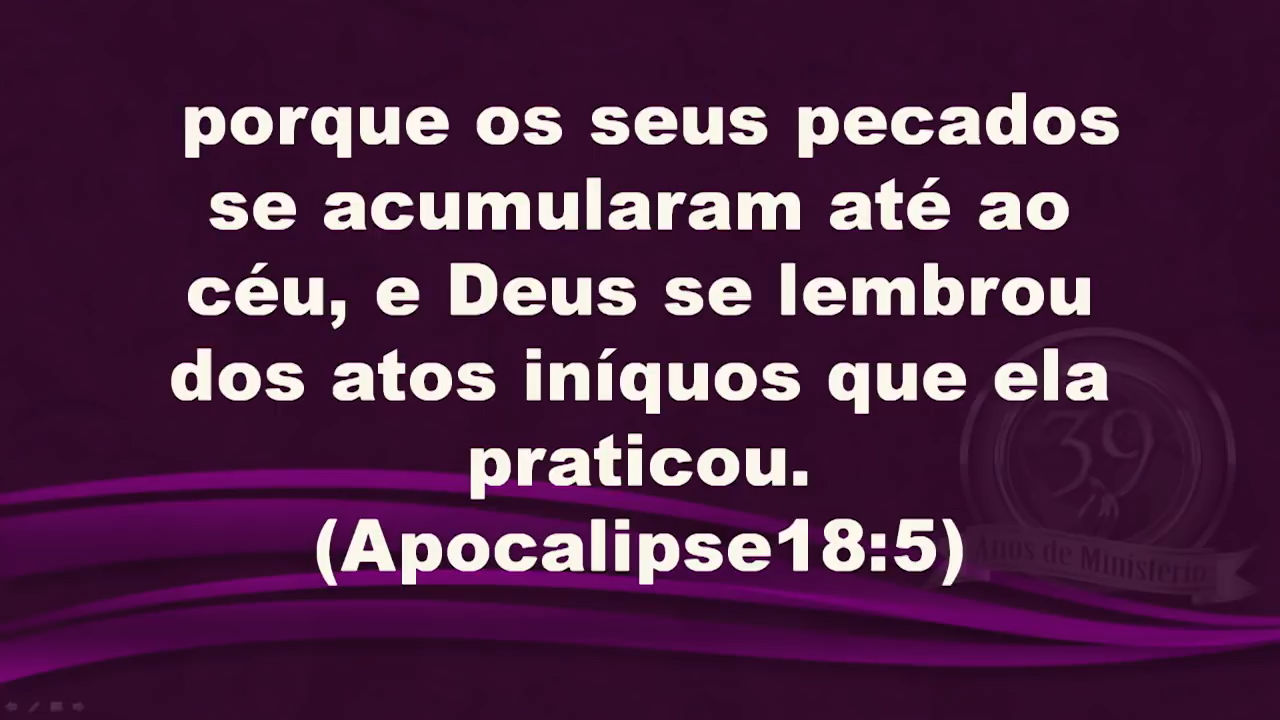 porque os seus pecados
se acumularam até ao
céu, e Deus se lembrou
dos atos iníquos que ela
praticou.
(Apocalipse18:5)
39
Anos de Ministério